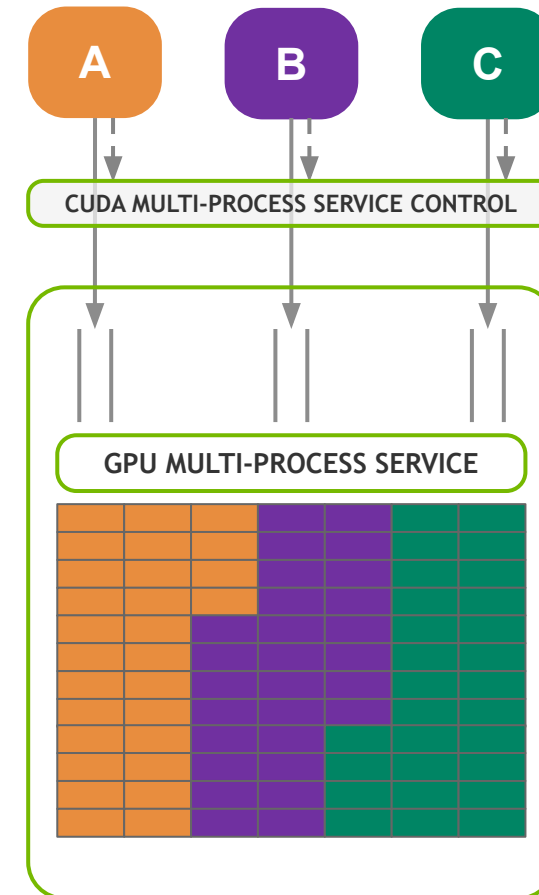 A B C
CUDA MULTI-PROCESS SERVICE CONTROL
GPU MULTI-PROCESS SERVICE